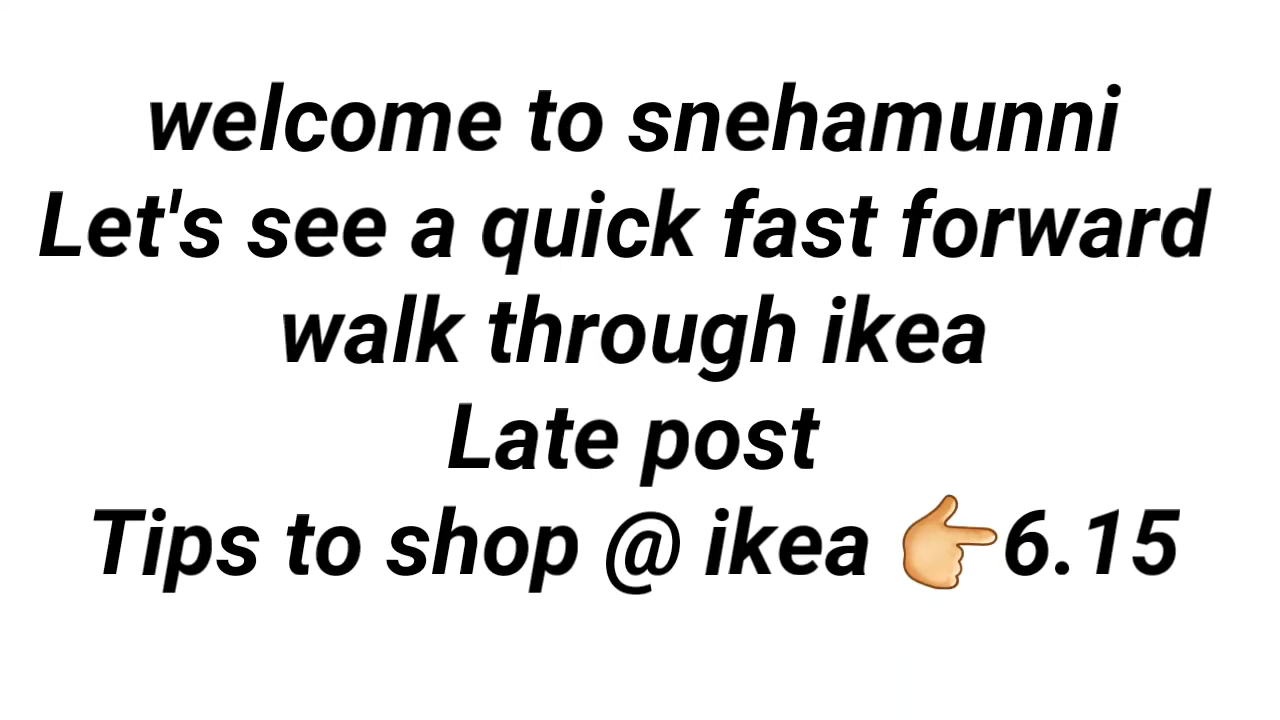 welcome to snehamunni
Let's see a quick fast forward
walk through ikea
Late post
Tips to shop @ ikea 👉6.15